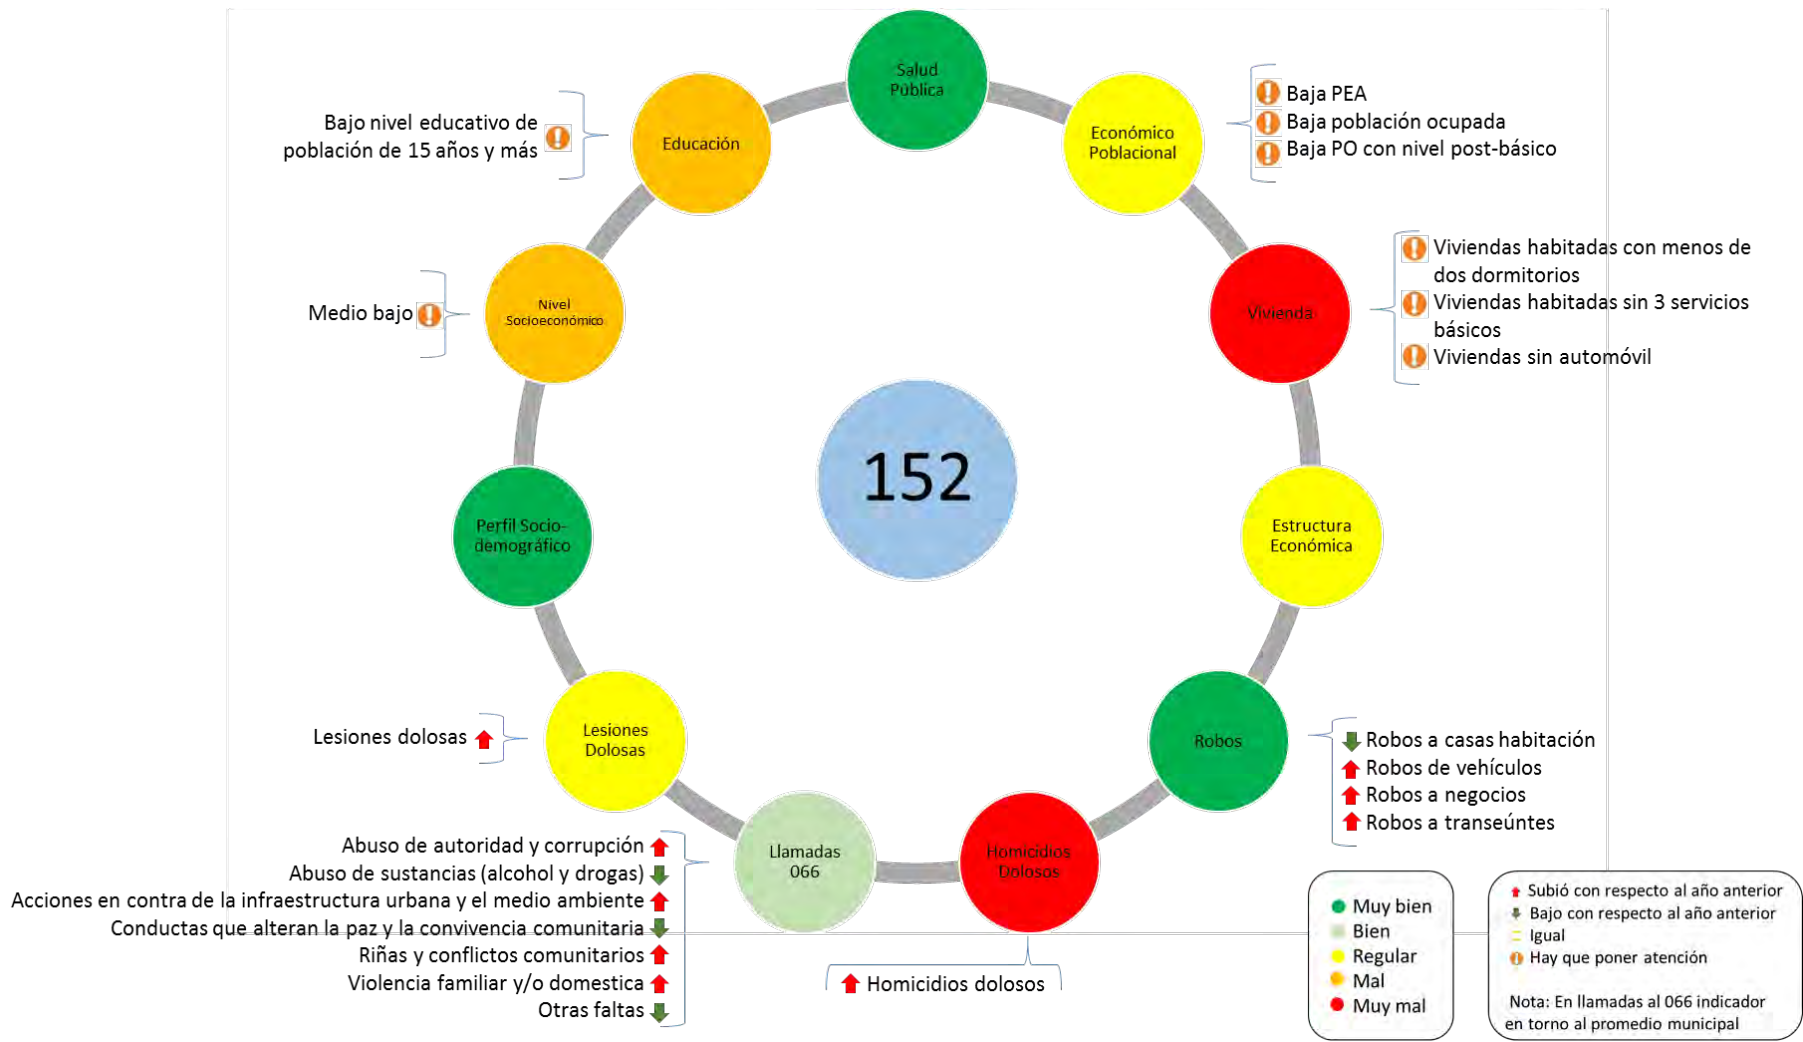 Salud
Pública
Económico
Poblacional
Baja PEA
Baja población ocupada
Baja PO con nivel post-básico
Vivienda
Viviendas habitadas con menos de
dos dormitorios
Viviendas habitadas sin 3 servicios
básicos
Viviendas sin automóvil
Estructura
Económica
Robos
Robos a casas habitación
Robos de vehículos
Robos a negocios
Robos a transeúntes
Homicidios
Dolosos
Homicidios dolosos
Llamadas
066
Abuso de autoridad y corrupción
Abuso de sustancias (alcohol y drogas)
Acciones en contra de la infraestructura urbana y el medio ambiente
Conductas que alteran la paz y la convivencia comunitaria
Riñas y conflictos comunitarios
Violencia familiar y/o domestica
Otras faltas
Lesiones
Dolosas
Lesiones dolosas
Perfil Socio-
demográfico
Nivel
Socioeconómico
Medio bajo
Educación
Bajo nivel educativo de
población de 15 años y más
152
Muy bien
Bien
Regular
Mal
Muy mal
Subió con respecto al año anterior
Bajo con respecto al año anterior
Igual
Hay que poner atención
Nota: En llamadas al 066 indicador
en torno al promedio municipal